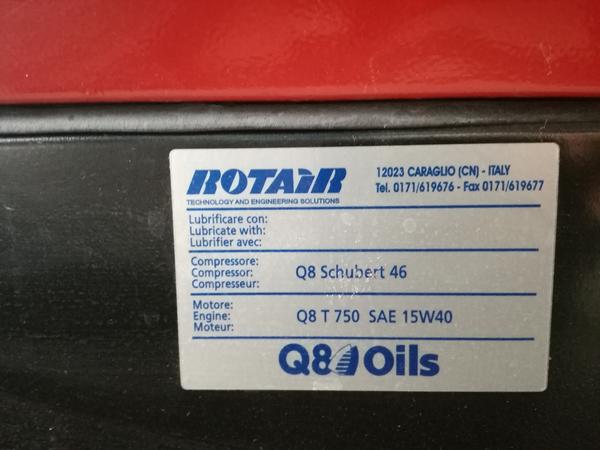 ROTAIR
TECHNOLOGY AND ENGINEERING SOLUTIONS
12023 CARAGLIO (CN) - ITALY
Tel. 0171/619676 - Fax 0171/619677
Lubrificare con:
Lubricate with:
Lubrifier avec:
Compressore:
Compressor: Q8 Schubert 46
Compresseur:
Motore:
Engine: Q8 T 750 SAE 15W40
Moteur:
Q8 Oils